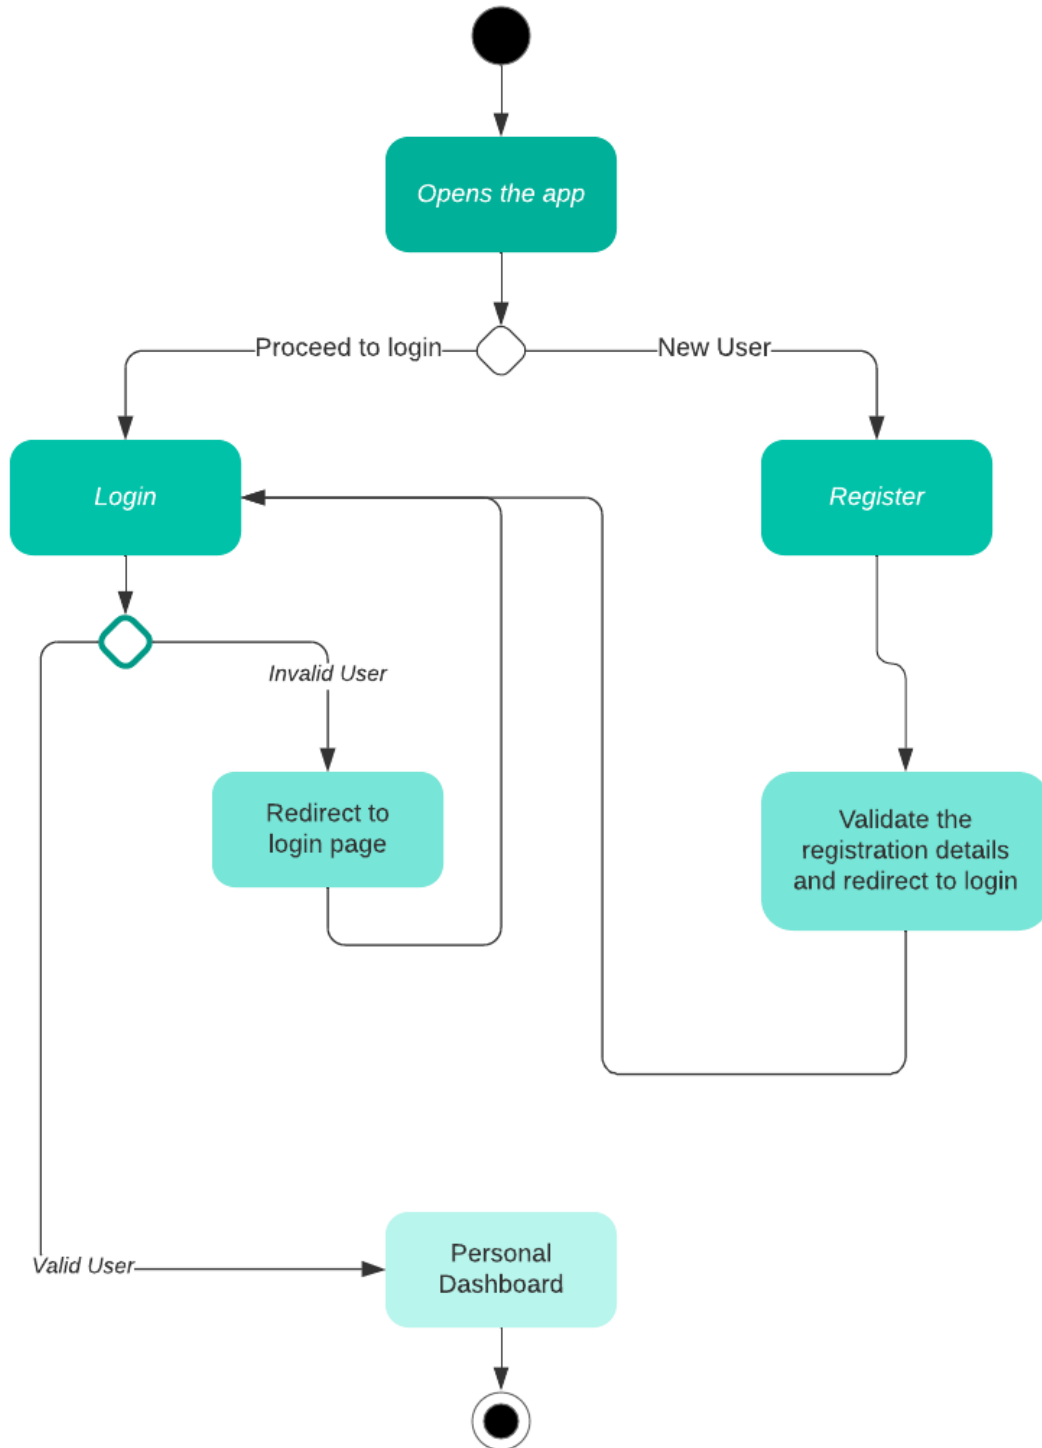 Opens the app
Proceed to login
New User
Login
Register
Invalid User
Redirect to
login page
Validate the
registration details
and redirect to login
Valid User
Personal
Dashboard